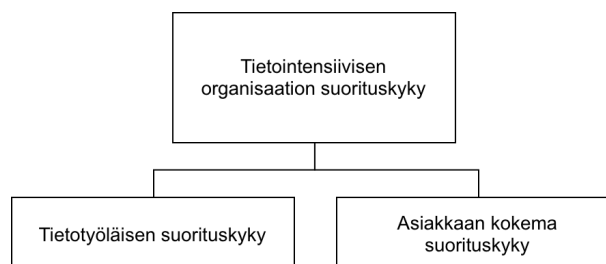 Tietointensiivisen
organisaation suorituskyky
Tietotyöläisen suorituskyky
Asiakkaan kokema
suorituskyky